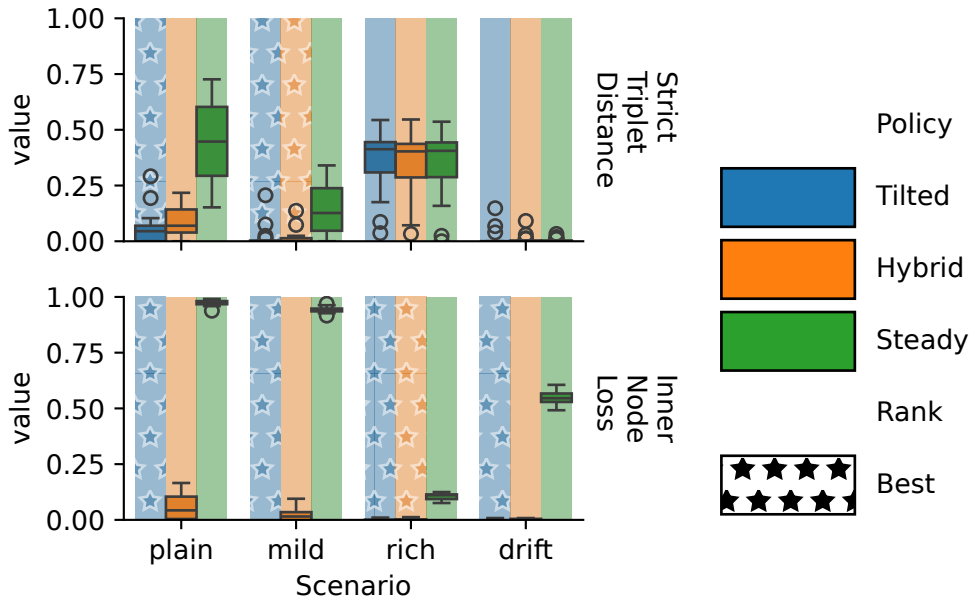 1.00
0.75
0.50
0.25
0.00
value
Strict
Triplet
Distance
1.00
0.75
0.50
0.25
0.00
value
Inner
Node
Loss
plain
mild
rich
drift
Scenario
Policy
Tilted
Hybrid
Steady
Rank
Best